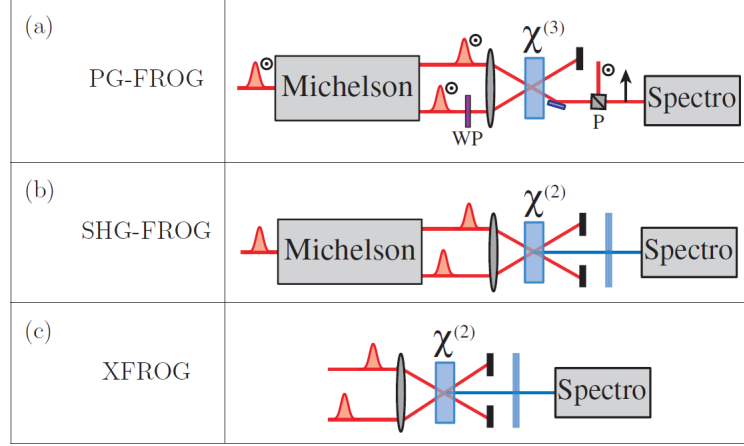 (a)
PG-FROG
Michelson
WP
χ(3)
P
Spectro
(b)
SHG-FROG
Michelson
χ(2)
Spectro
(c)
XFROG
χ(2)
Spectro